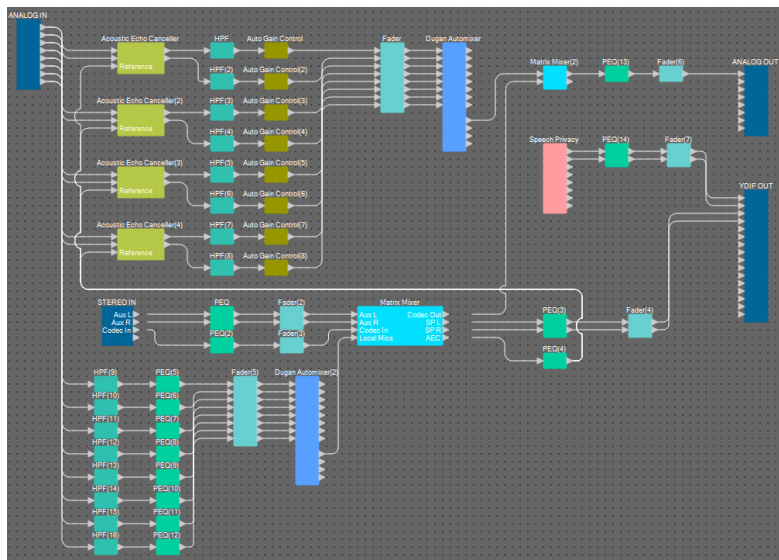 ANALOG IN
Acoustic Echo Canceller
Reference
HPF
Auto Gain Control
Fader
Dugan Automixer
HPF(2)
Auto Gain Control(2)
Matrix Mixer(2)
PEQ(13)
Fader(6)
ANALOG OUT
Acoustic Echo Canceller(2)
Reference
HPF(3)
Auto Gain Control(3)
HPF(4)
Auto Gain Control(4)
Speech Privacy
PEQ(14)
Fader(7)
Acoustic Echo Canceller(3)
Reference
HPF(5)
Auto Gain Control(5)
HPF(6)
Auto Gain Control(6)
YDIF OUT
Acoustic Echo Canceller(4)
Reference
HPF(7)
Auto Gain Control(7)
HPF(8)
Auto Gain Control(8)
STEREO IN
Aux L
Aux R
Codec In
PEQ
Fader(2)
PEQ(2)
Fader(3)
Matrix Mixer
Aux L Codec Out
Aux R SP L
Codec In SP R
Local Mics AEC
PEQ(3)
Fader(4)
PEQ(4)
HPF(9)
PEQ(5)
Fader(5)
Dugan Automixer(2)
HPF(10)
PEQ(6)
HPF(11)
PEQ(7)
HPF(12)
PEQ(8)
HPF(13)
PEQ(9)
HPF(14)
PEQ(10)
HPF(15)
PEQ(11)
HPF(16)
PEQ(12)